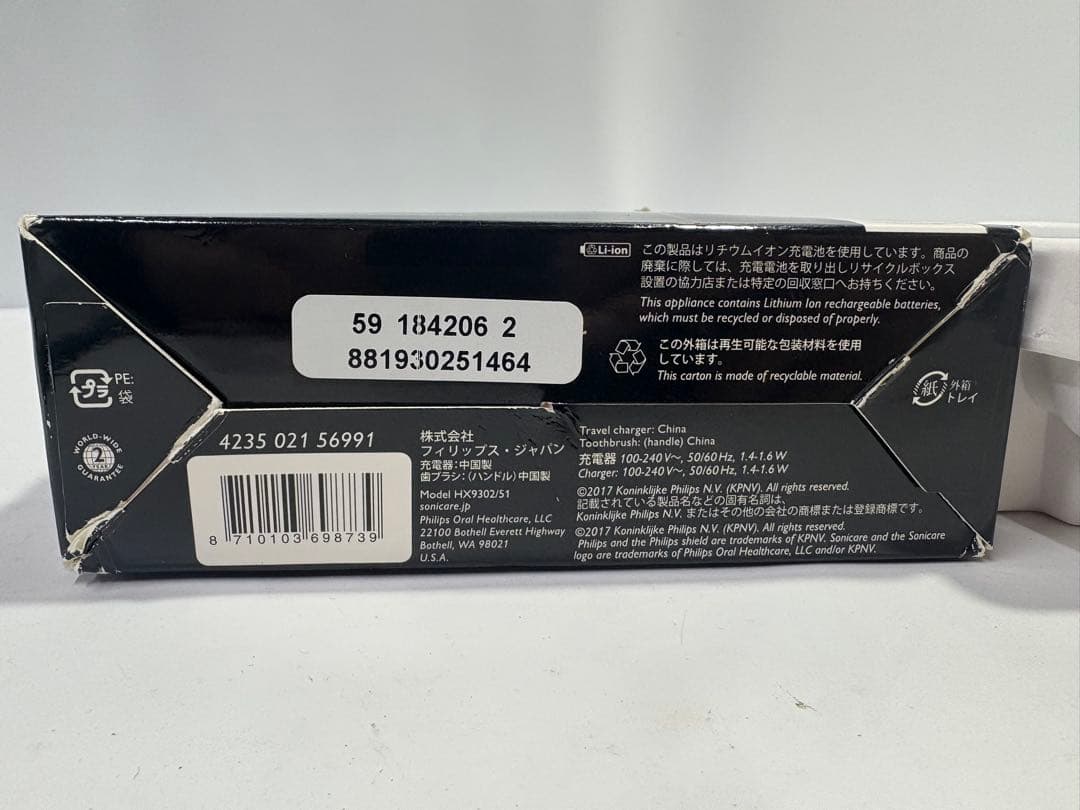 Li-ion
この製品はリチウムイオン充電池を使用しています。商品の
廃棄に際しては、充電電池を取り出しリサイクルボックス
設置の協力店または特定の回収窓口へお持ちください。
This appliance contains Lithium Ion rechargeable batteries,
which must be recycled or disposed of properly.
この外箱は再生可能な包装材料を使用
しています。
This carton is made of recyclable material.
59 184206 2
881930251464
プラ
PE:
袋
紙
外箱
トレイ
WORLD-WIDE
2
YEAR
GUARANTEE
4235 021 56991
8 710103 698739
株式会社
フィリップス・ジャパン
充電器:中国製
歯ブラシ:(ハンドル)中国製
Model HX9302/51
sonicare.jp
Philips Oral Healthcare, LLC
22100 Bothell Everett Highway
Bothell, WA 98021
U.S.A.
Travel charger: China
Toothbrush: (handle) China
充電器 100-240 V~, 50/60 Hz, 1.4-1.6 W
Charger: 100-240 V~, 50/60 Hz, 1.4-1.6 W
©2017 Koninklijke Philips N.V. (KPNV). All rights reserved.
記載されている製品名などの固有名詞は、
Koninklijke Philips N.V. またはその他の会社の商標または登録商標です。
©2017 Koninklijke Philips N.V. (KPNV). All rights reserved.
Philips and the Philips shield are trademarks of KPNV. Sonicare and the Sonicare
logo are trademarks of Philips Oral Healthcare, LLC and/or KPNV.